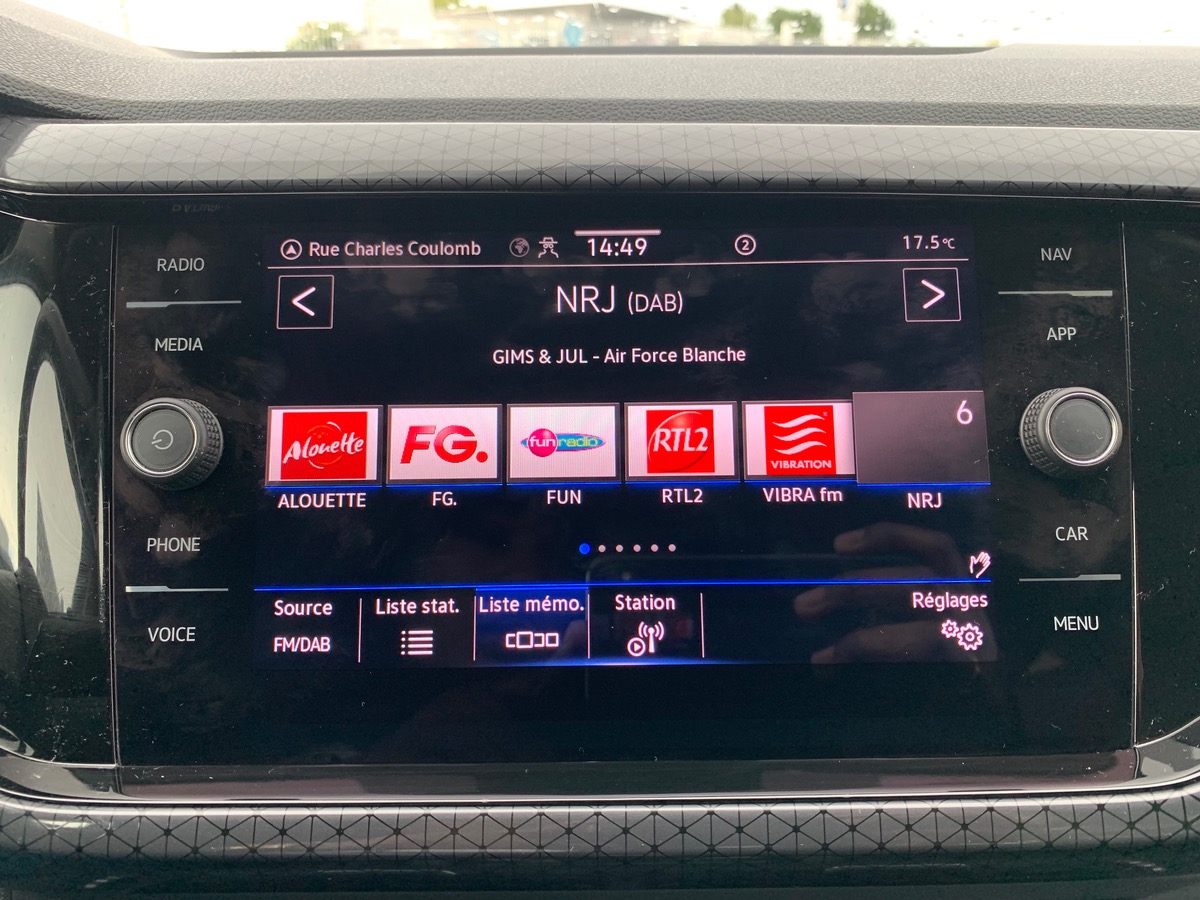 RADIO
MEDIA
PHONE
VOICE
Rue Charles Coulomb
14:49
2
17.5°C
< NRJ (DAB) >
GIMS & JUL - Air Force Blanche
Alouette
FG.
fun radio
RTL2
VIBRATION
6
ALOUETTE
FG.
FUN
RTL2
VIBRA fm
NRJ
Source
FM/DAB
Liste stat.
Liste mémo.
Station
Réglages
NAV
APP
CAR
MENU